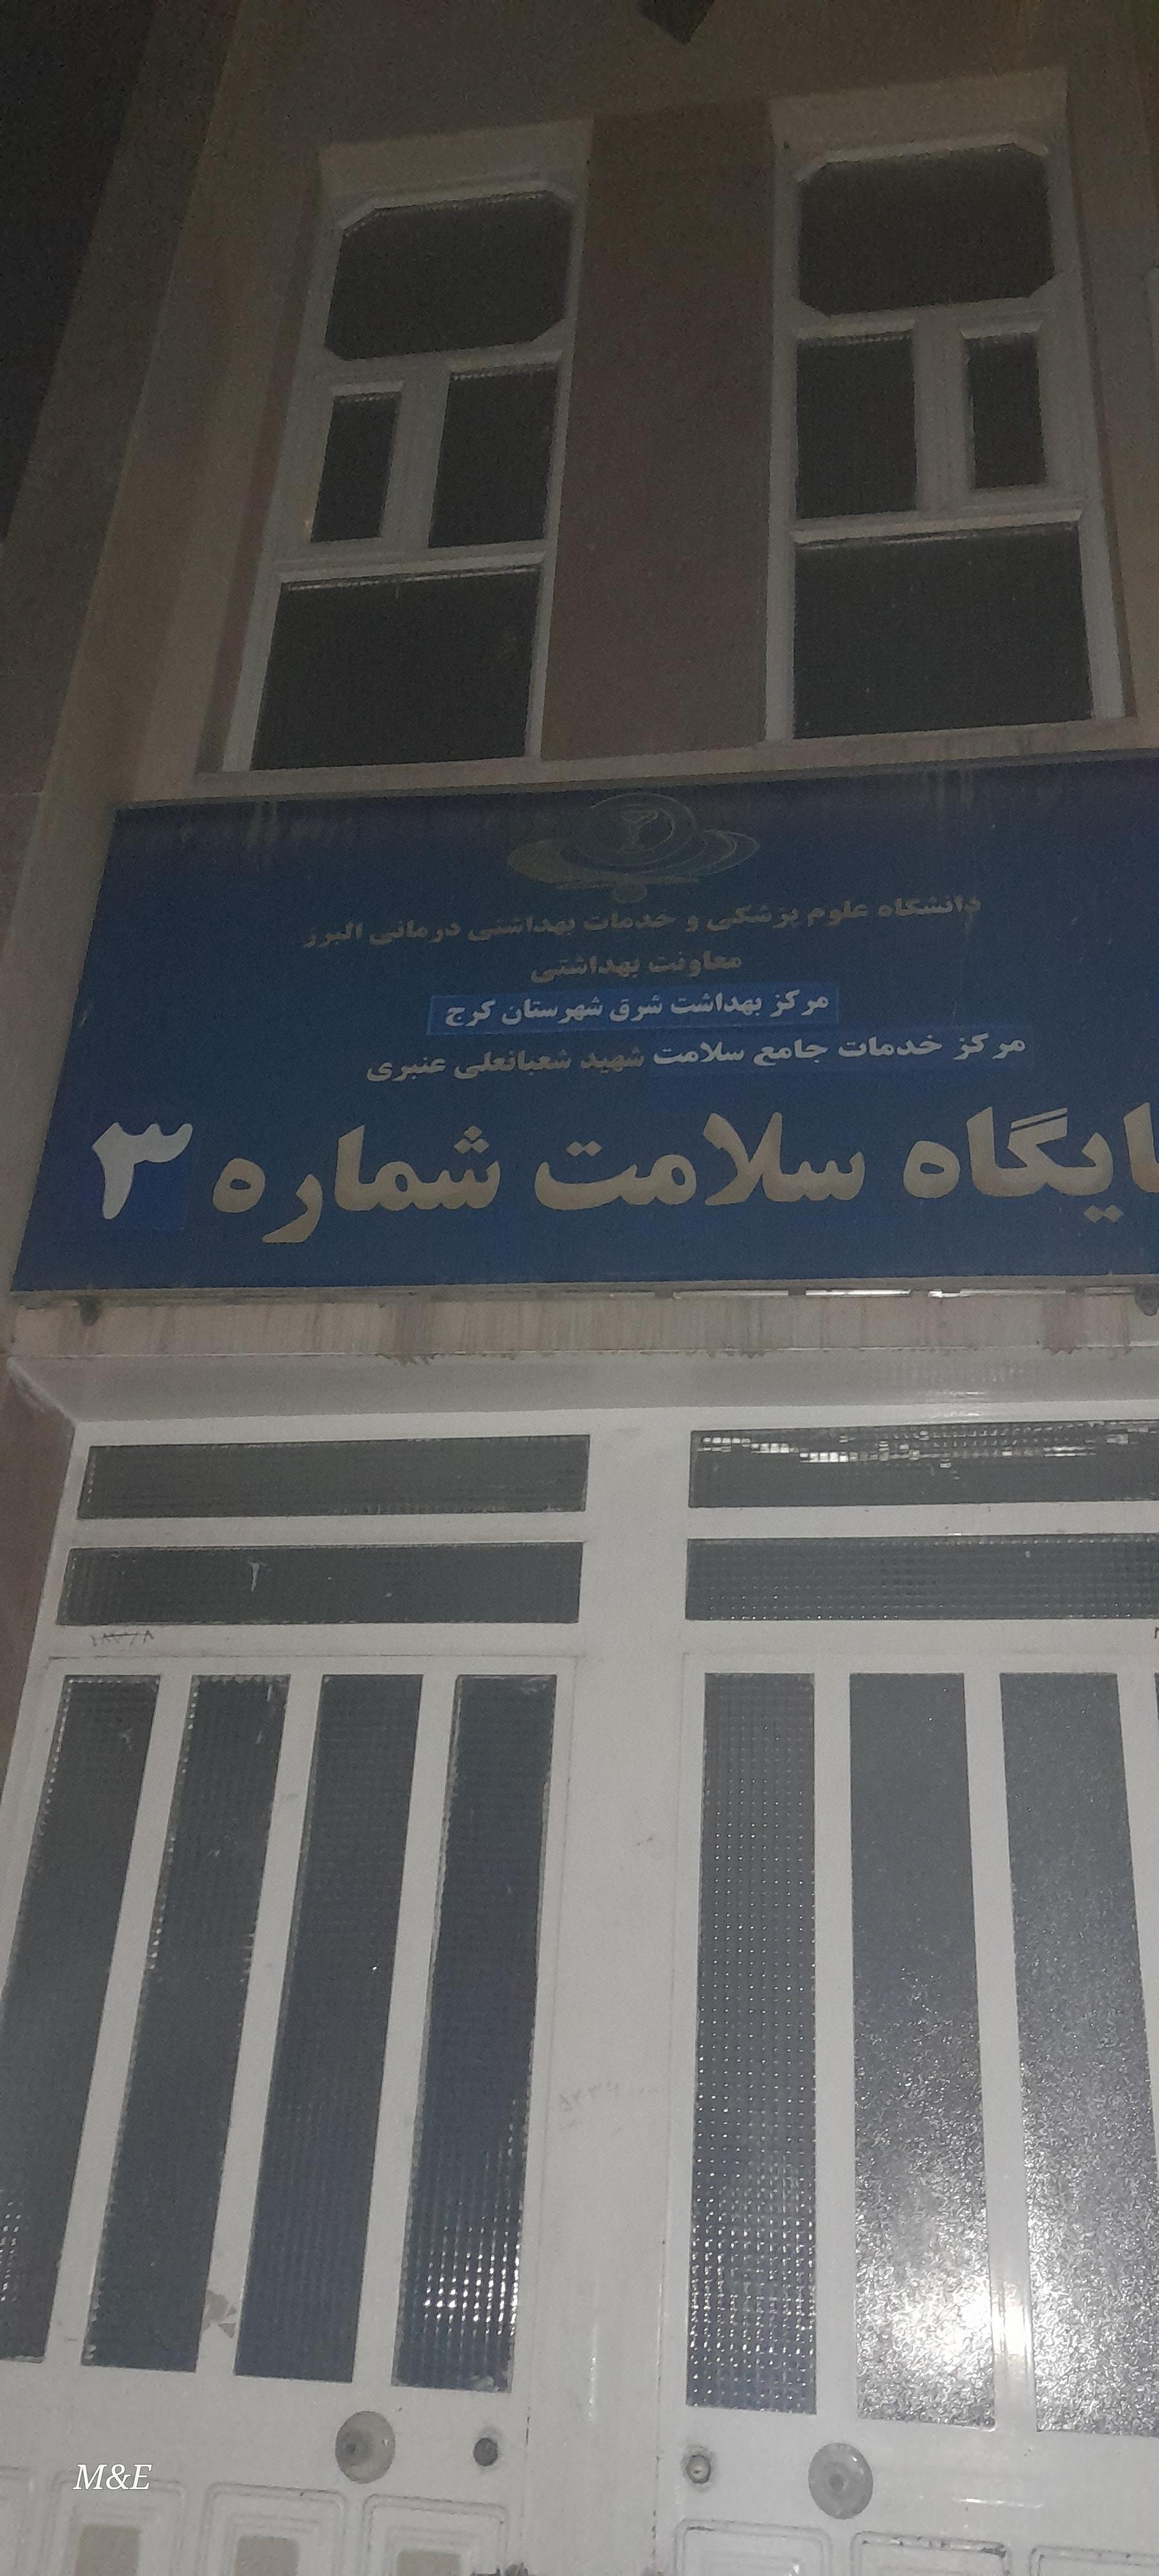 دانشگاه علوم پزشکی و خدمات بهداشتی درمانی البرز
معاونت بهداشتی
مرکز بهداشت شرق شهرستان کرج
مرکز خدمات جامع سلامت شهید شعبانعلی عنبری
ایگاه سلامت شماره ۳
M&E